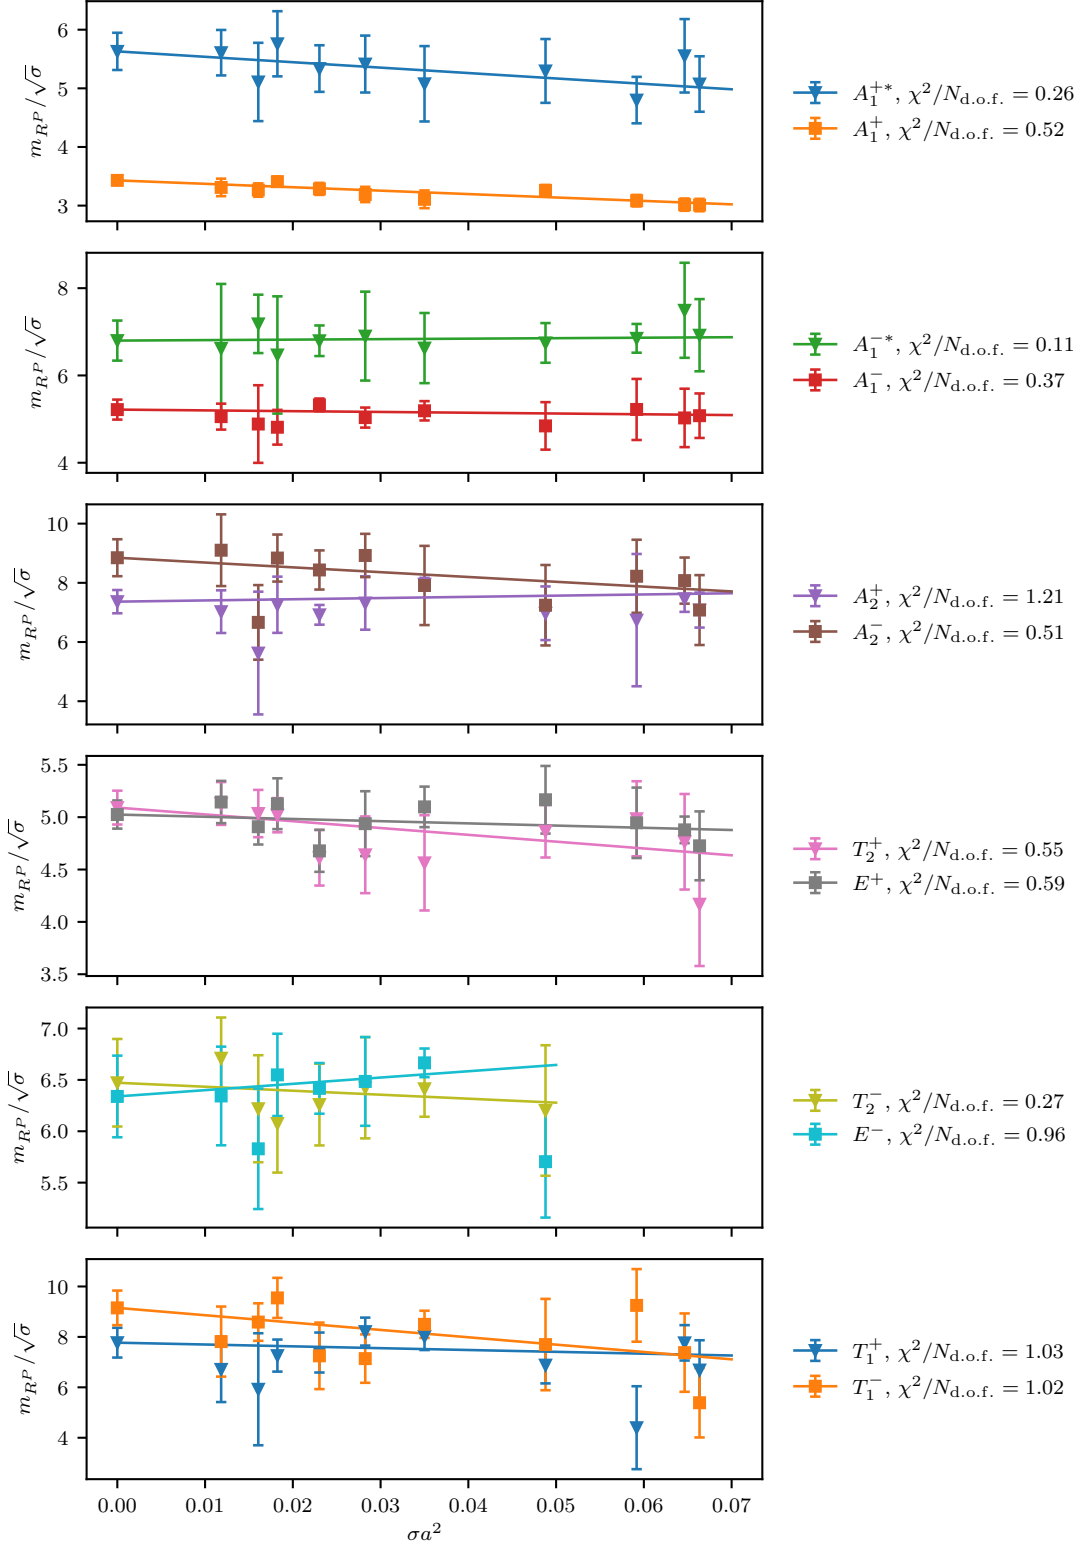 6
5
4
3
m_{R^P}/√σ
A_1^{+*}, χ²/N_{d.o.f.} = 0.26
A_1^+, χ²/N_{d.o.f.} = 0.52
8
6
4
m_{R^P}/√σ
A_1^{-*}, χ²/N_{d.o.f.} = 0.11
A_1^-, χ²/N_{d.o.f.} = 0.37
10
8
6
4
m_{R^P}/√σ
A_2^+, χ²/N_{d.o.f.} = 1.21
A_2^-, χ²/N_{d.o.f.} = 0.51
5.5
5.0
4.5
4.0
3.5
m_{R^P}/√σ
T_2^+, χ²/N_{d.o.f.} = 0.55
E^+, χ²/N_{d.o.f.} = 0.59
7.0
6.5
6.0
5.5
m_{R^P}/√σ
T_2^-, χ²/N_{d.o.f.} = 0.27
E^-, χ²/N_{d.o.f.} = 0.96
10
8
6
4
m_{R^P}/√σ
T_1^+, χ²/N_{d.o.f.} = 1.03
T_1^-, χ²/N_{d.o.f.} = 1.02
0.00 0.01 0.02 0.03 0.04 0.05 0.06 0.07
σa²